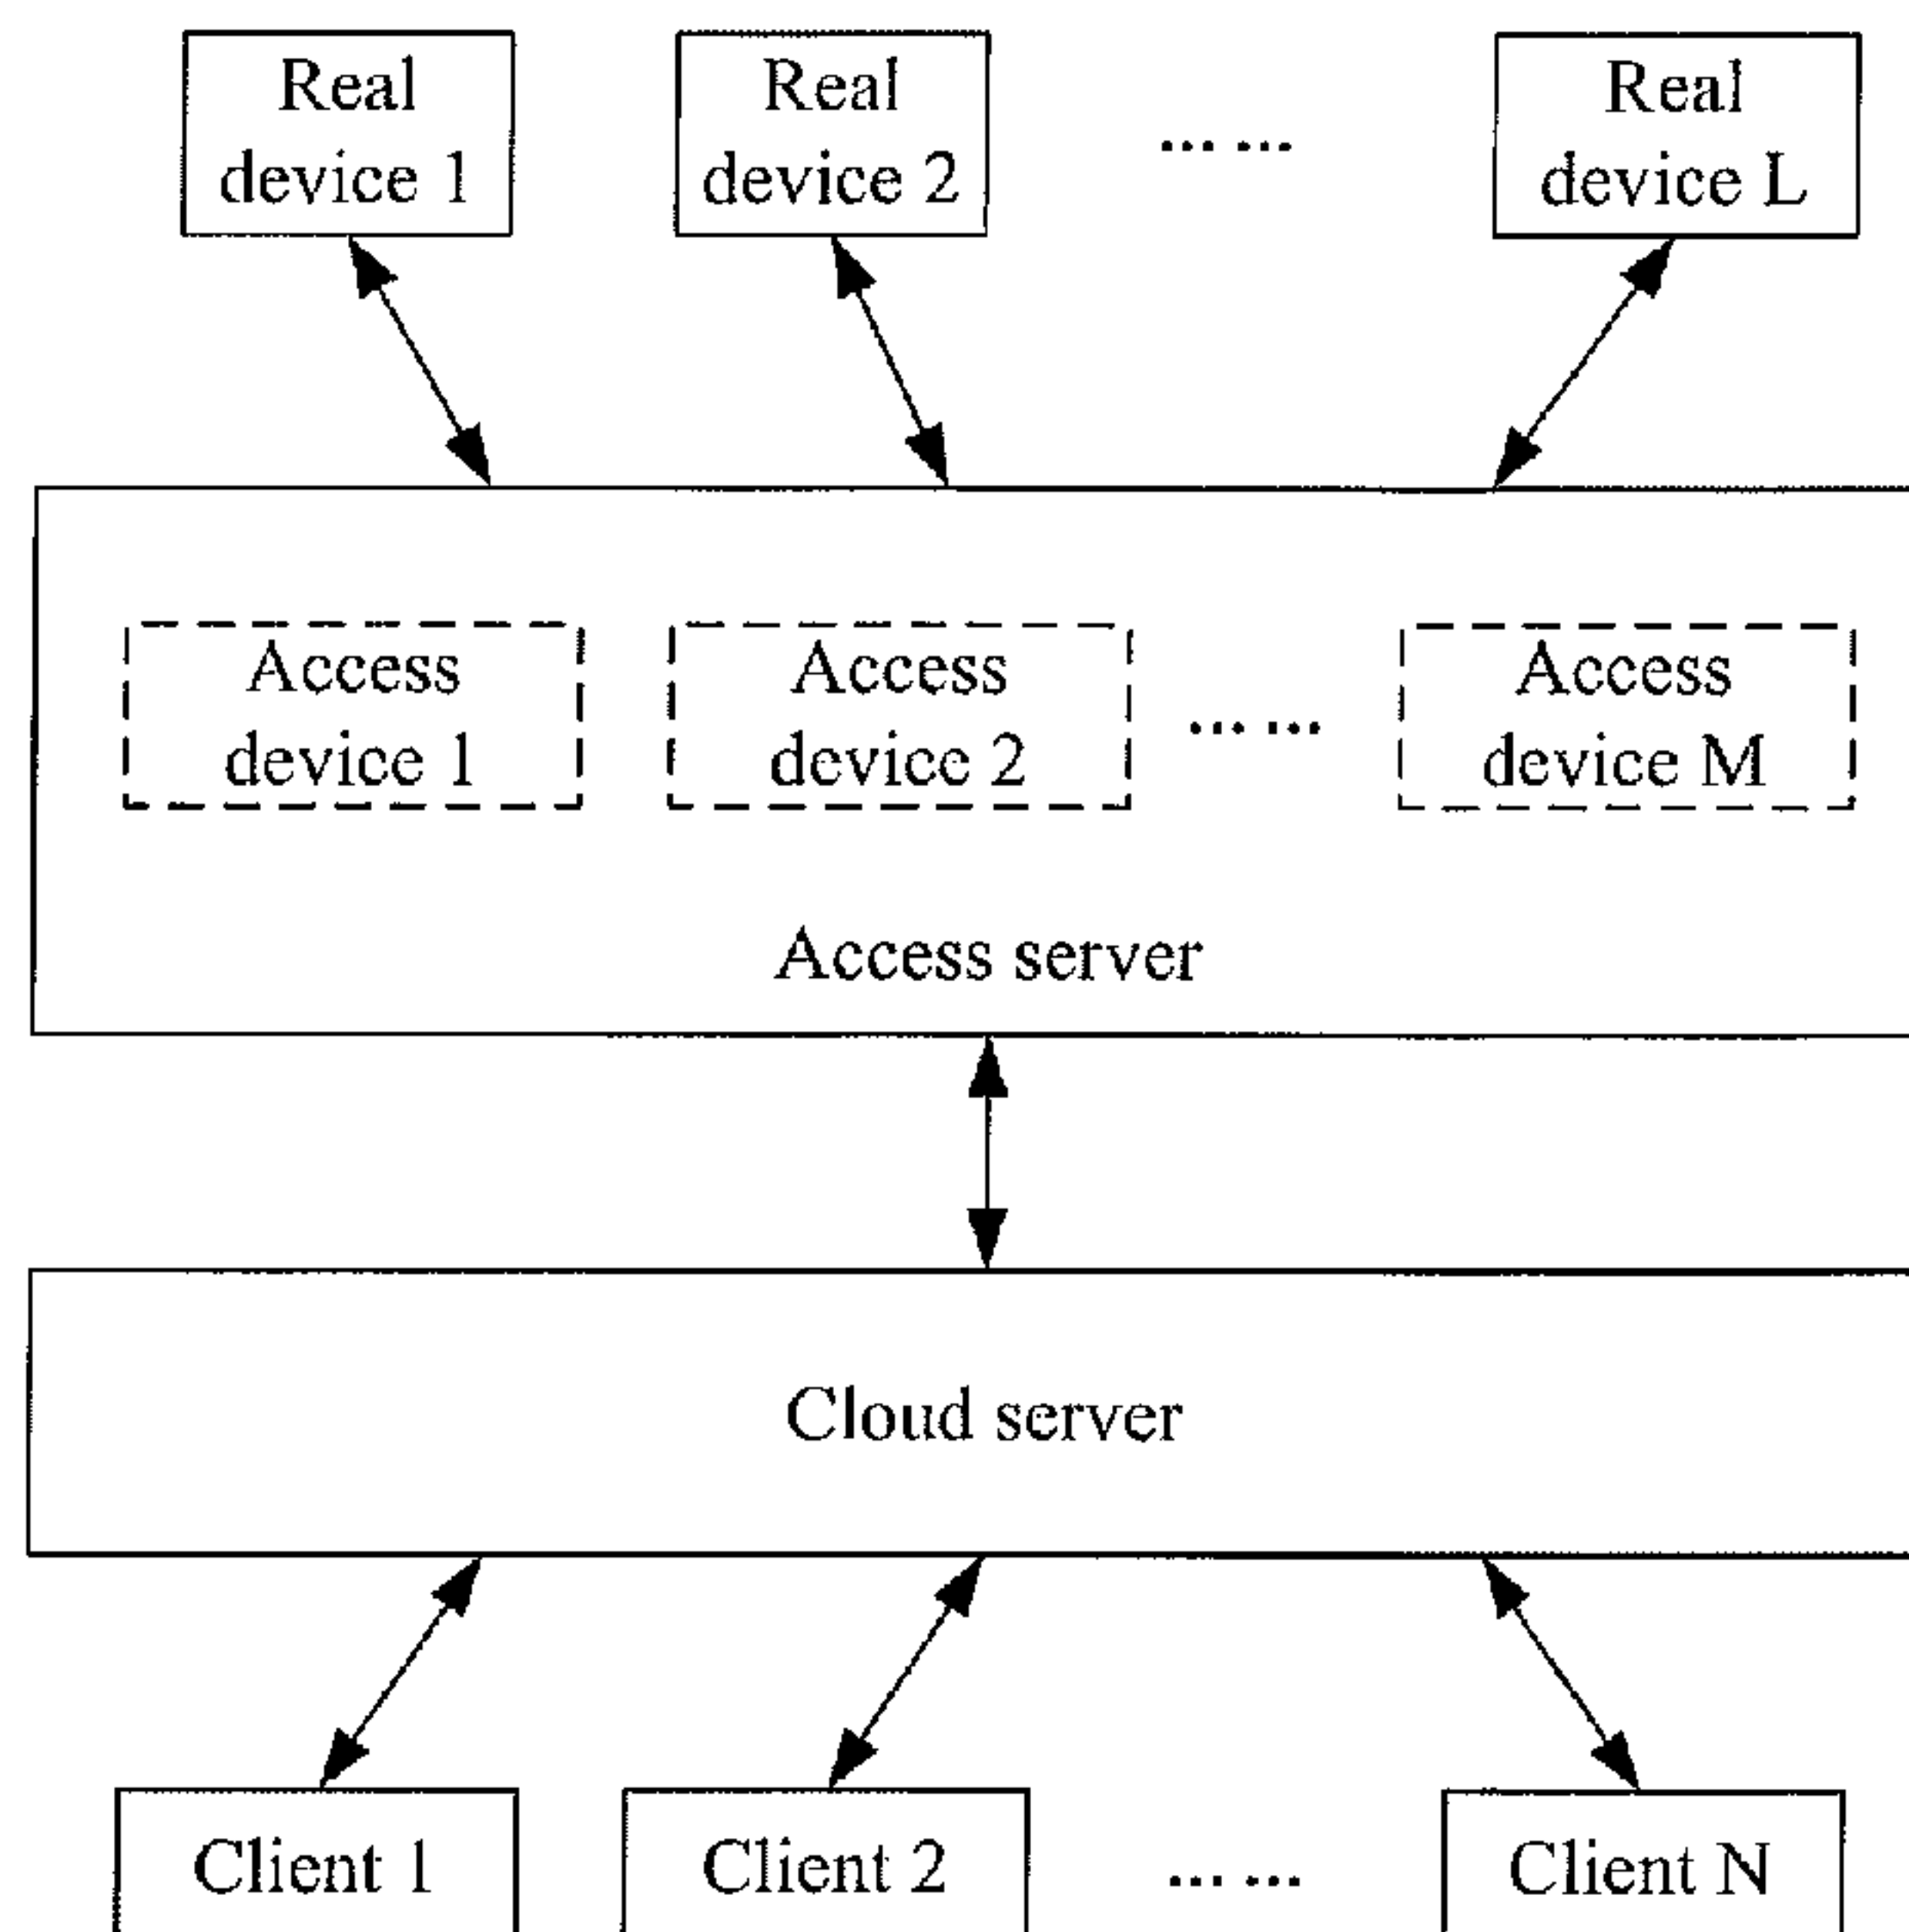 Real
device 1
Real
device 2
... ...
Real
device L
Access
device 1
Access
device 2
... ...
Access
device M
Access server
Cloud server
Client 1
Client 2
... ...
Client N